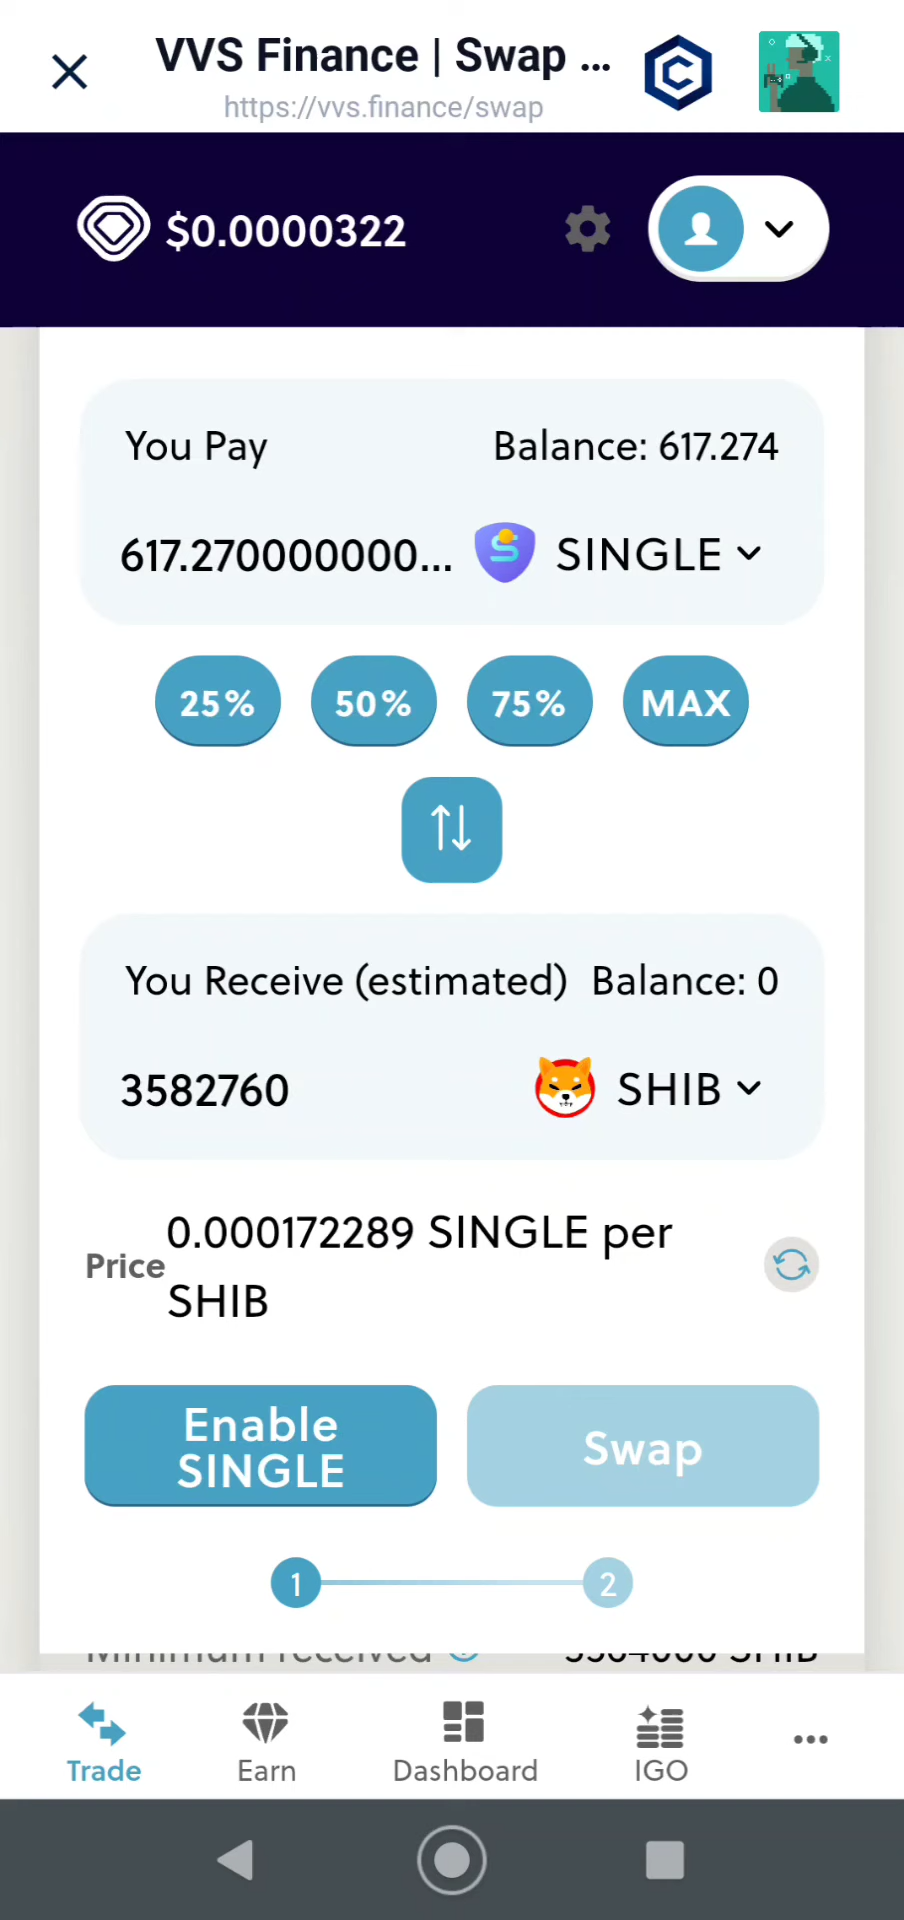 VVS Finance | Swap ...
https://vvs.finance/swap
$0.0000322
You Pay Balance: 617.274
617.270000000... SINGLE
25% 50% 75% MAX
You Receive (estimated) Balance: 0
3582760 SHIB
Price 0.000172289 SINGLE per
SHIB
Enable
SINGLE
Swap
1 2
Minimum received
Trade Earn Dashboard IGO